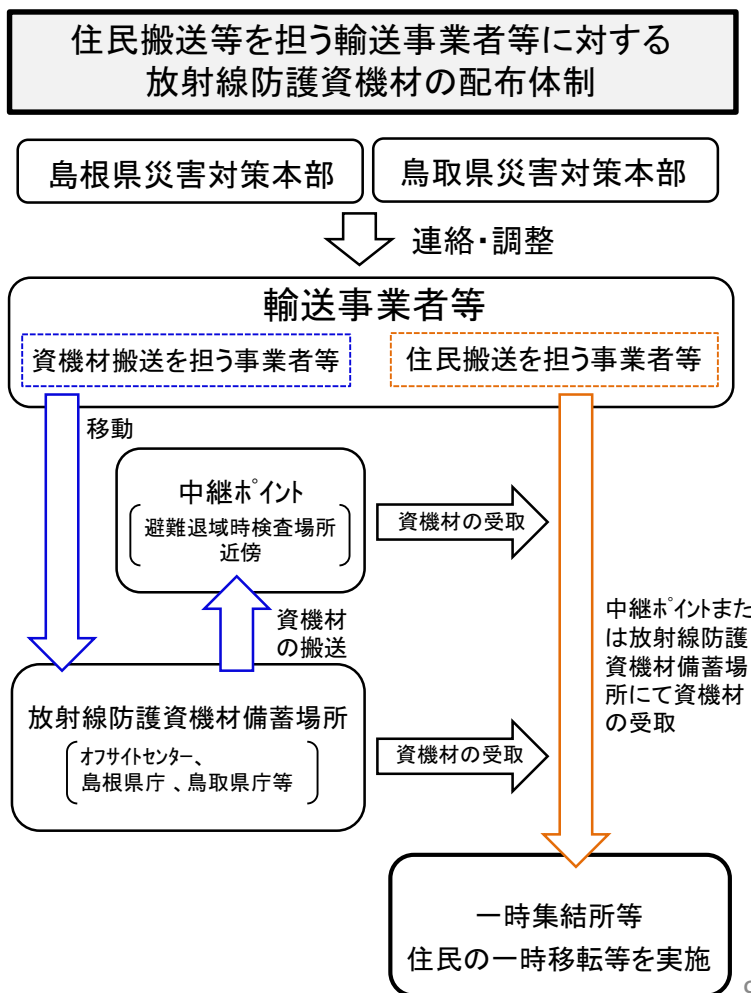 住民搬送等を担う輸送事業者等に対する
放射線防護資機材の配布体制
島根県災害対策本部
鳥取県災害対策本部
連絡・調整
輸送事業者等
資機材搬送を担う事業者等
住民搬送を担う事業者等
移動
中継ﾎﾟｲﾝﾄ
避難退域時検査場所
近傍
資機材の受取
資機材
の搬送
中継ﾎﾟｲﾝﾄまた
は放射線防護
資機材備蓄場
所にて資機材
の受取
放射線防護資機材備蓄場所
オフサイトセンター、
島根県庁、鳥取県庁等
資機材の受取
一時集結所等
住民の一時移転等を実施